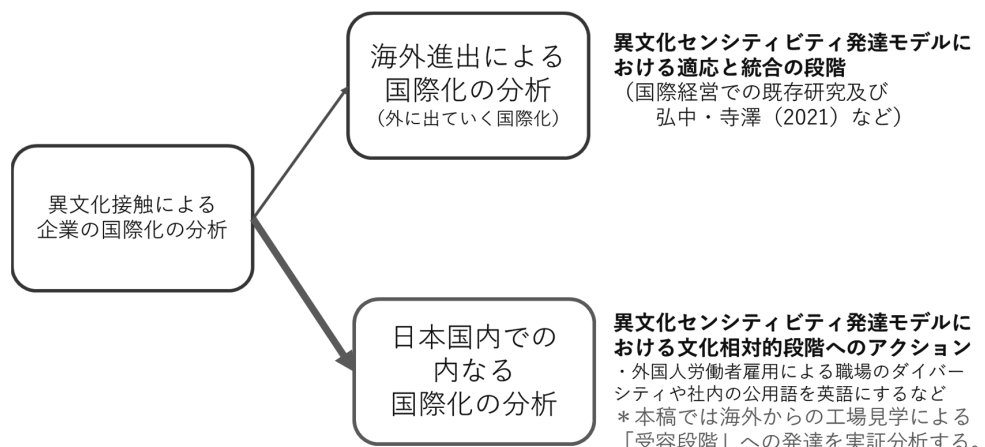 海外進出による
国際化の分析
（外に出ていく国際化）
異文化センシティビティ発達モデルに
おける適応と統合の段階
（国際経営での既存研究及び
弘中・寺澤（2021）など）
異文化接触による
企業の国際化の分析
日本国内での
内なる
国際化の分析
異文化センシティビティ発達モデルに
おける文化相対的段階へのアクション
・外国人労働者雇用による職場のダイバー
シティや社内の公用語を英語にするなど
＊本稿では海外からの工場見学による
「受容段階」への発達を実証分析する。